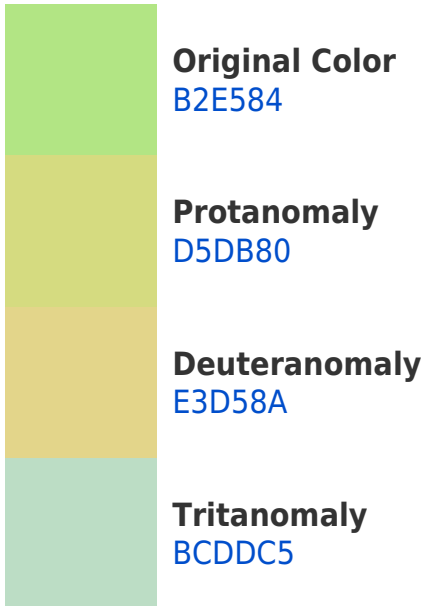 Original Color
B2E584
Protanomaly
D5DB80
Deuteranomaly
E3D58A
Tritanomaly
BCDDC5